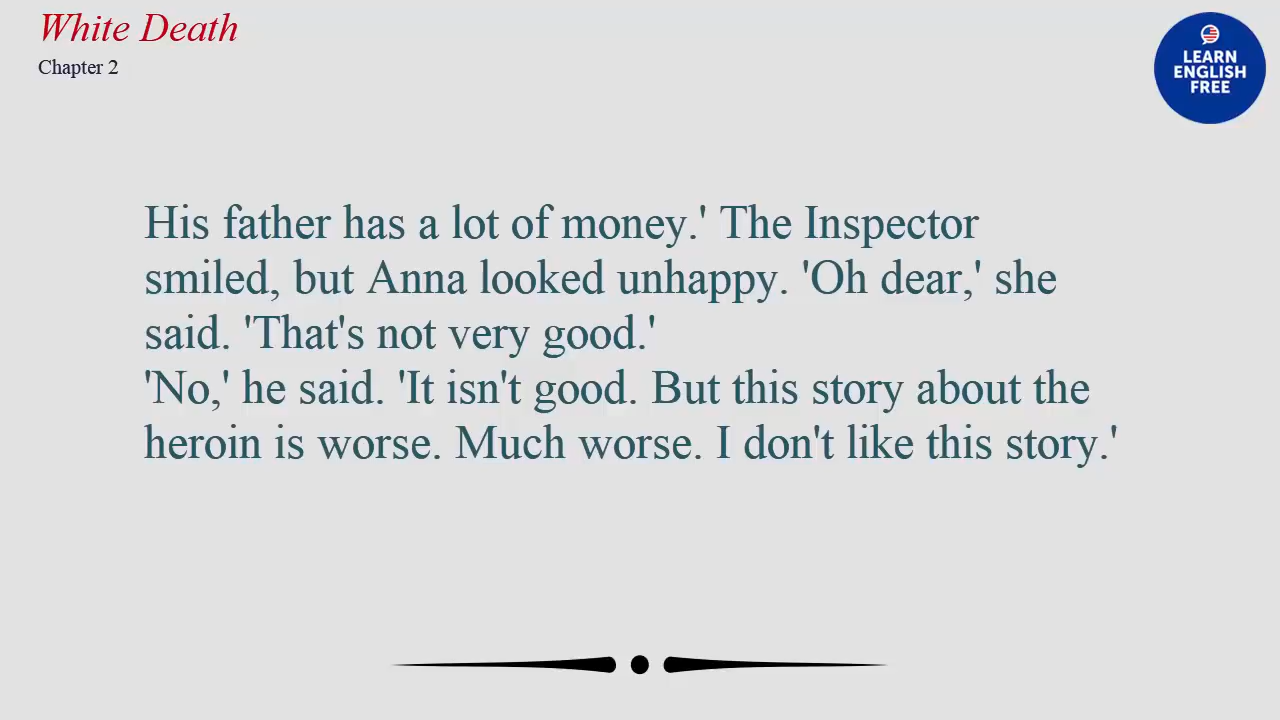 White Death
Chapter 2
LEARN
ENGLISH
FREE
His father has a lot of money.' The Inspector
smiled, but Anna looked unhappy. 'Oh dear,' she
said. 'That's not very good.'
'No,' he said. 'It isn't good. But this story about the
heroin is worse. Much worse. I don't like this story.'